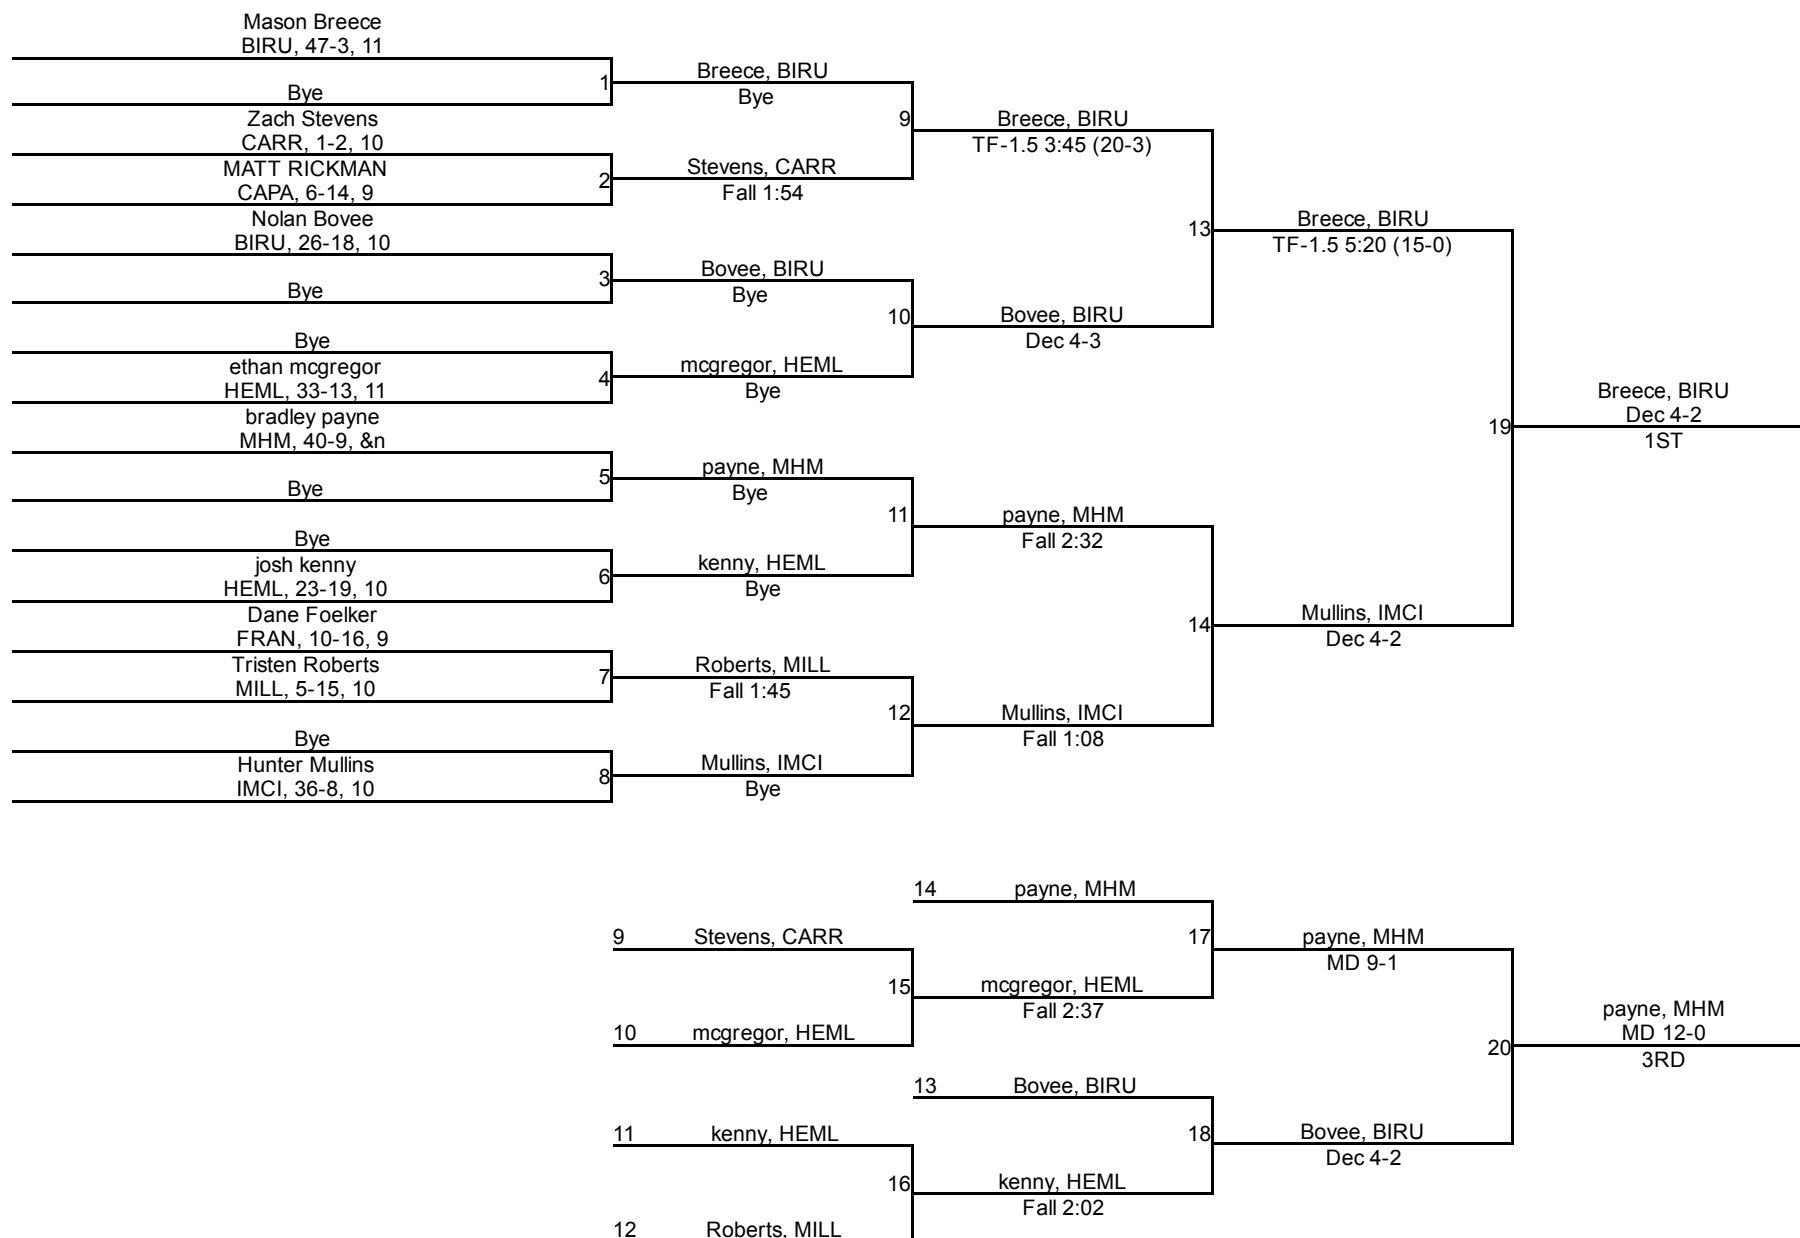 Mason Breece
BIRU, 47-3, 11
Bye
1
Breece, BIRU
Bye
Zach Stevens
CARR, 1-2, 10
MATT RICKMAN
CAPA, 6-14, 9
2
Stevens, CARR
Fall 1:54
9
Breece, BIRU
TF-1.5 3:45 (20-3)
Nolan Bovee
BIRU, 26-18, 10
Bye
3
Bovee, BIRU
Bye
Bye
ethan mcgregor
HEML, 33-13, 11
4
mcgregor, HEML
Bye
10
Bovee, BIRU
Dec 4-3
13
Breece, BIRU
TF-1.5 5:20 (15-0)
bradley payne
MHM, 40-9, &n
Bye
5
payne, MHM
Bye
Bye
josh kenny
HEML, 23-19, 10
6
kenny, HEML
Bye
11
payne, MHM
Fall 2:32
Dane Foelker
FRAN, 10-16, 9
Tristen Roberts
MILL, 5-15, 10
7
Roberts, MILL
Fall 1:45
Bye
Hunter Mullins
IMCI, 36-8, 10
8
Mullins, IMCI
Bye
12
Mullins, IMCI
Fall 1:08
14
Mullins, IMCI
Dec 4-2
19
Breece, BIRU
Dec 4-2
1ST
14 payne, MHM
9 Stevens, CARR
10 mcgregor, HEML
15
mcgregor, HEML
Fall 2:37
17
payne, MHM
MD 9-1
13 Bovee, BIRU
11 kenny, HEML
12 Roberts, MILL
16
kenny, HEML
Fall 2:02
18
Bovee, BIRU
Dec 4-2
20
payne, MHM
MD 12-0
3RD